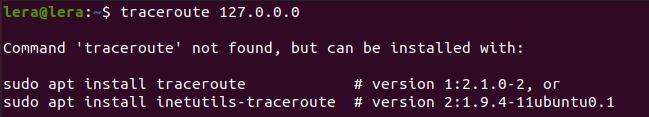 lera@lera:~$ traceroute 127.0.0.0
Command 'traceroute' not found, but can be installed with:
sudo apt install traceroute           # version 1:2.1.0-2, or
sudo apt install inetutils-traceroute  # version 2:1.9.4-11ubuntu0.1